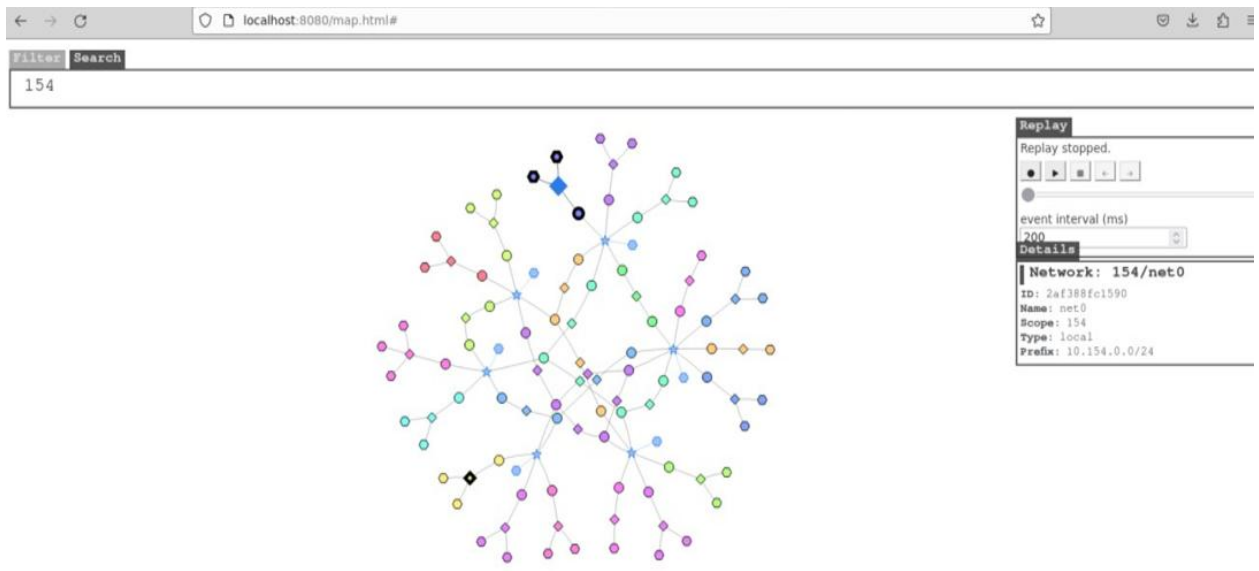 localhost:8080/map.html#
Filter Search
154
Replay
Replay stopped.
event interval (ms)
200
Details
Network: 154/net0
ID: 2af388fc1590
Name: net0
Scope: 154
Type: local
Prefix: 10.154.0.0/24